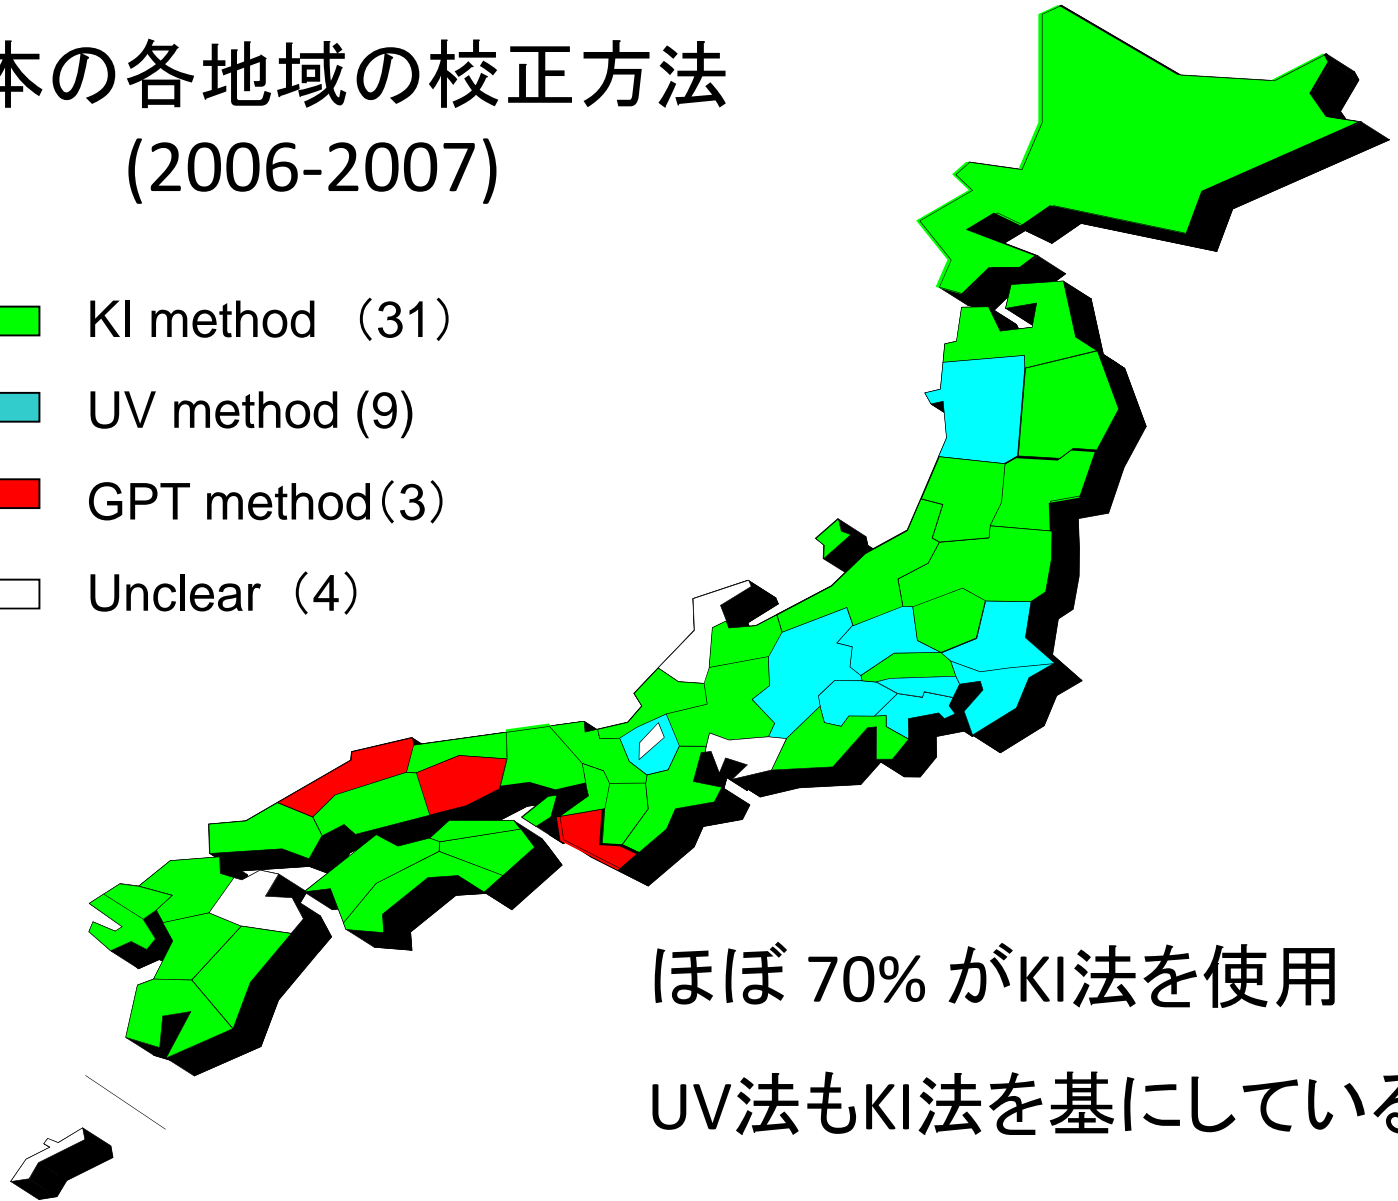 本の各地域の校正方法
(2006-2007)
KI method （31）
UV method (9)
GPT method（3）
Unclear （4）
ほぼ 70% がKI法を使用
UV法もKI法を基にしている